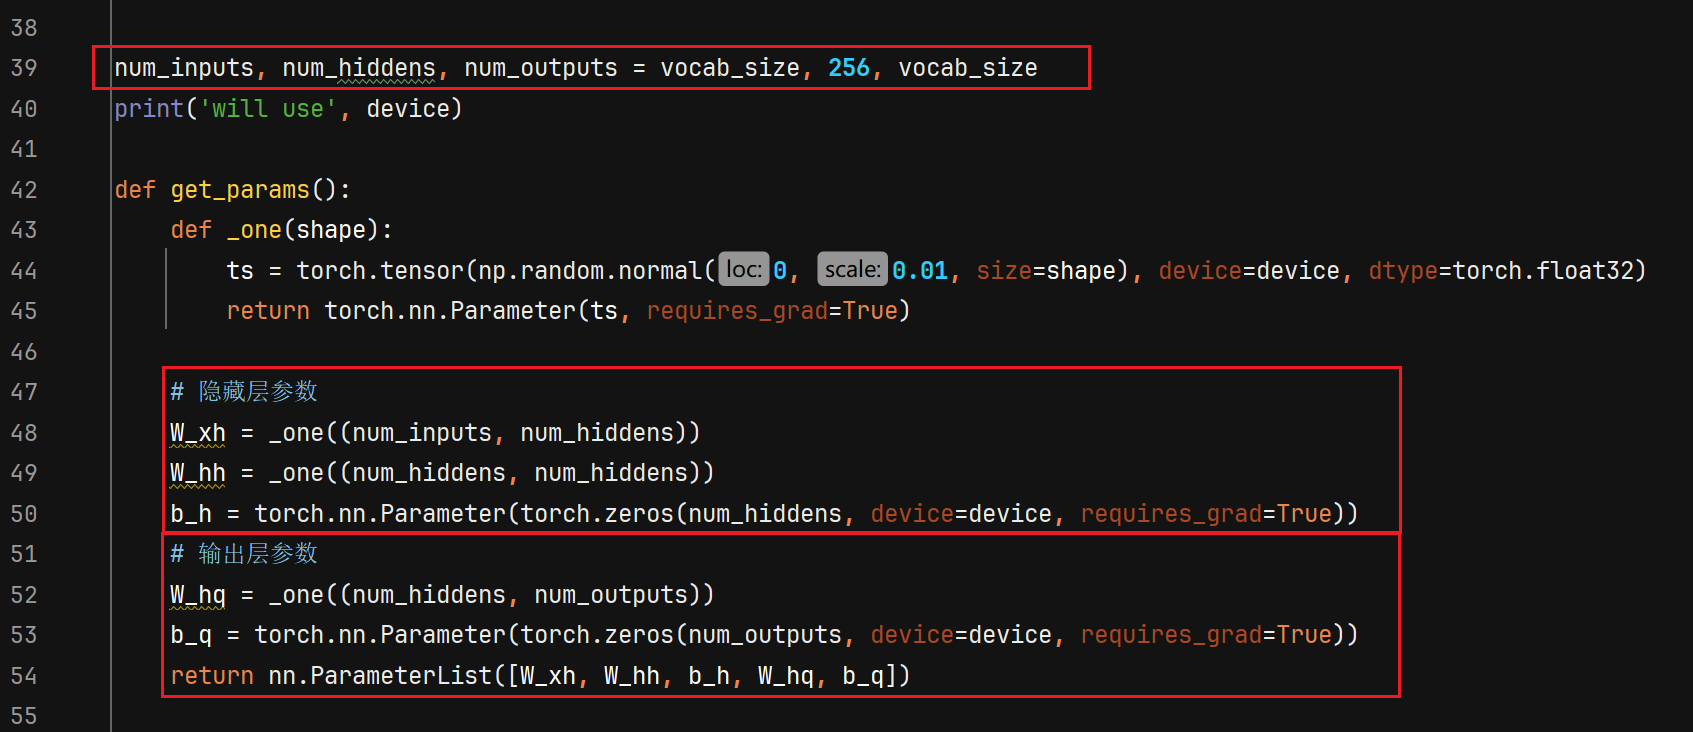 38
39 num_inputs, num_hiddens, num_outputs = vocab_size, 256, vocab_size
40 print('will use', device)
41
42 def get_params():
43 def _one(shape):
44 ts = torch.tensor(np.random.normal(loc: 0, scale: 0.01, size=shape), device=device, dtype=torch.float32)
45 return torch.nn.Parameter(ts, requires_grad=True)
46
47 # 隐藏层参数
48 W_xh = _one((num_inputs, num_hiddens))
49 W_hh = _one((num_hiddens, num_hiddens))
50 b_h = torch.nn.Parameter(torch.zeros(num_hiddens, device=device, requires_grad=True))
51 # 输出层参数
52 W_hq = _one((num_hiddens, num_outputs))
53 b_q = torch.nn.Parameter(torch.zeros(num_outputs, device=device, requires_grad=True))
54 return nn.ParameterList([W_xh, W_hh, b_h, W_hq, b_q])
55